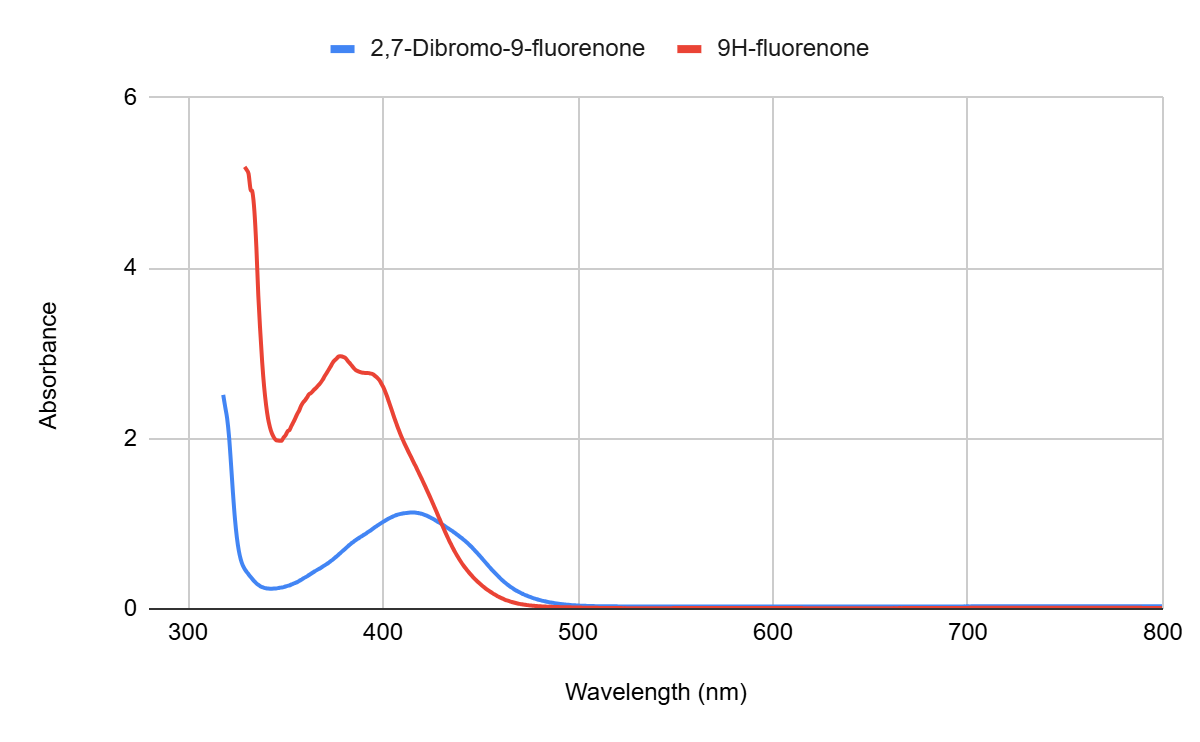 2,7-Dibromo-9-fluorenone 9H-fluorenone
6
4
2
0
Absorbance
300 400 500 600 700 800
Wavelength (nm)